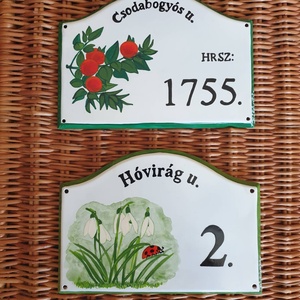 Csodabogyós u.
HRSZ:
1755.
Hóvirág u.
2.